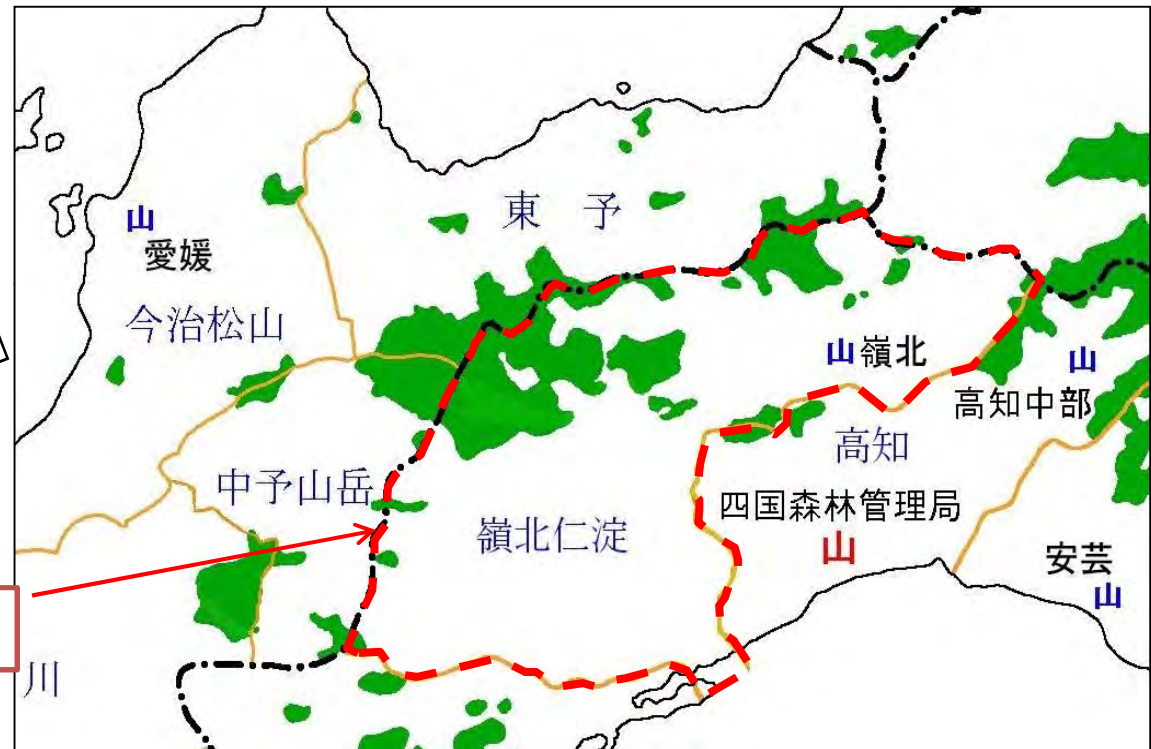 東 予
山
愛媛
今治松山
山嶺北
山
高知中部
高知
中予山岳
四国森林管理局
山
嶺北仁淀
安芸
山
川